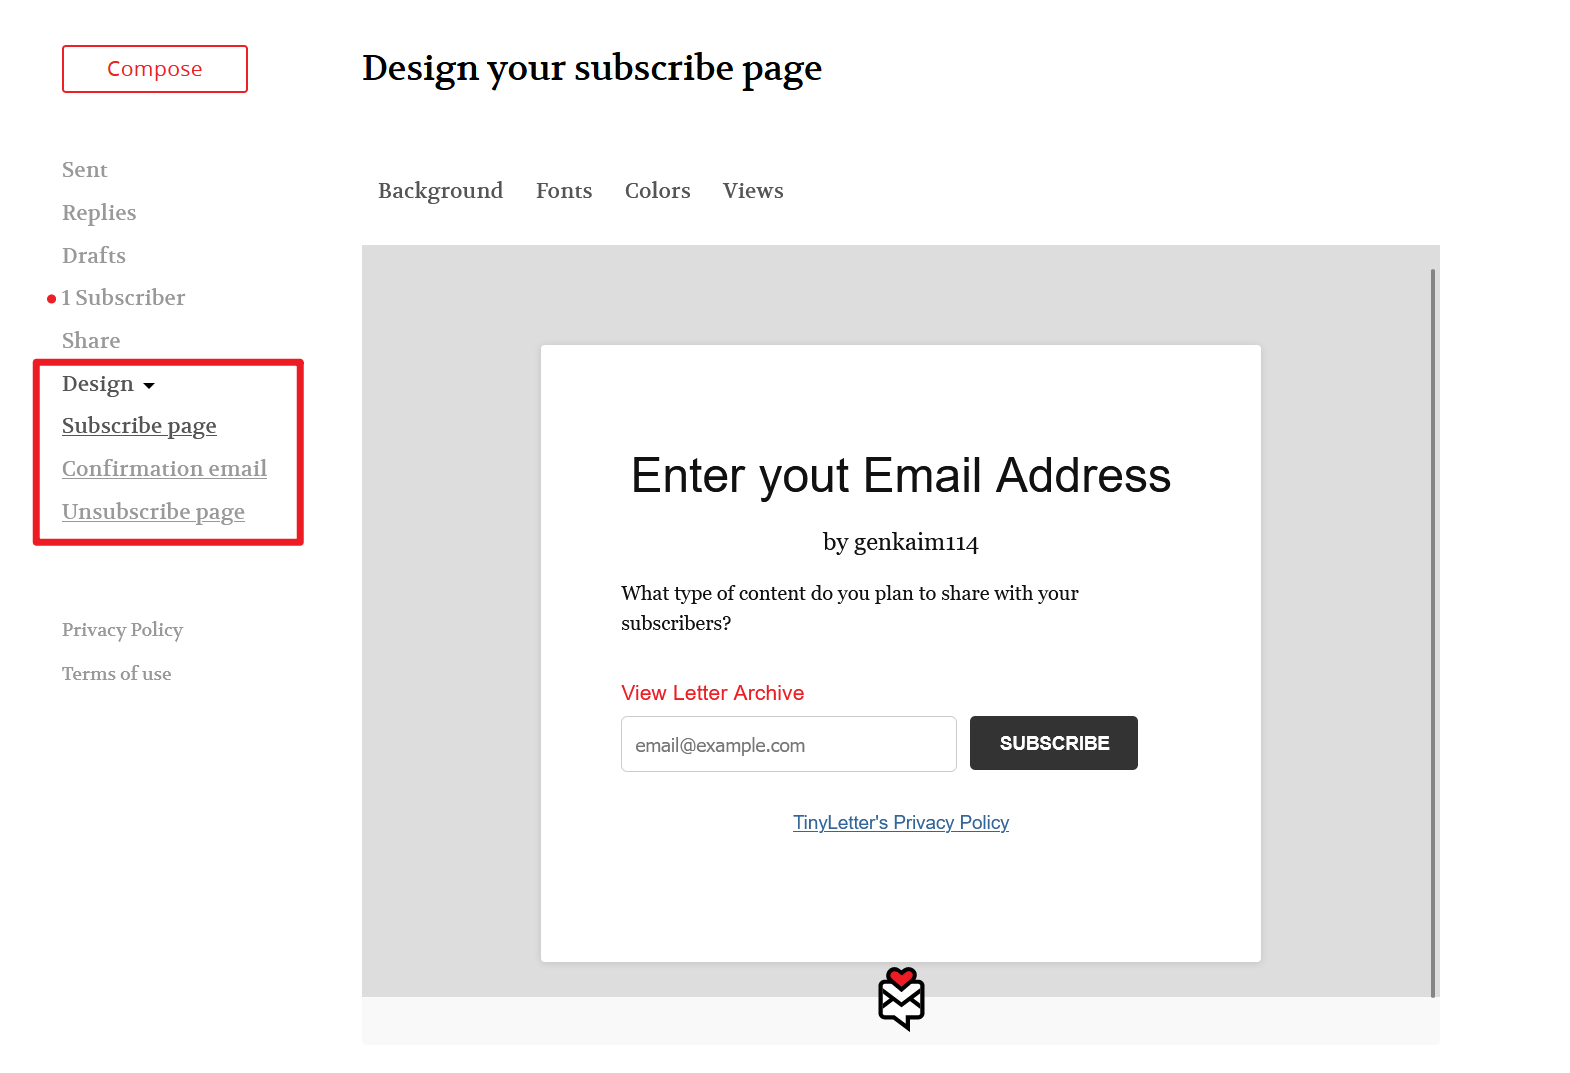 Compose
Sent
Replies
Drafts
1 Subscriber
Share
Design
Subscribe page
Confirmation email
Unsubscribe page
Privacy Policy
Terms of use
Design your subscribe page
Background Fonts Colors Views
Enter yout Email Address
by genkaim114
What type of content do you plan to share with your
subscribers?
View Letter Archive
email@example.com SUBSCRIBE
TinyLetter's Privacy Policy